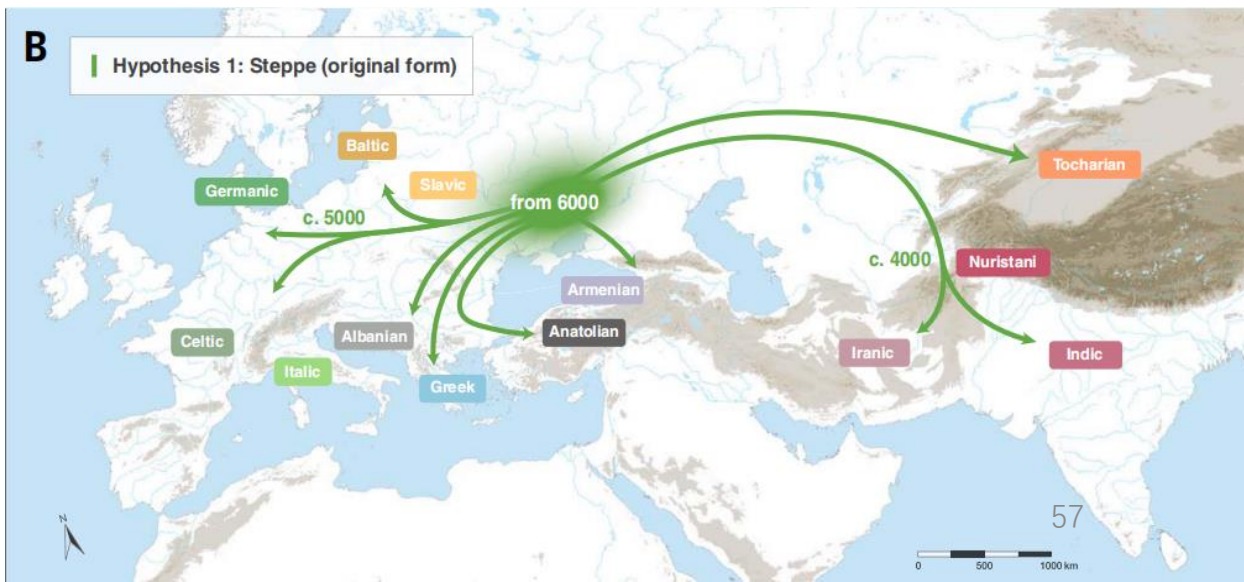 B
Hypothesis 1: Steppe (original form)
Baltic
Germanic
Slavic
c. 5000
from 6000
Tocharian
c. 4000
Nuristani
Armenian
Celtic
Albanian
Anatolian
Italic
Greek
Iranic
Indic
N
57
0 500 1000 km